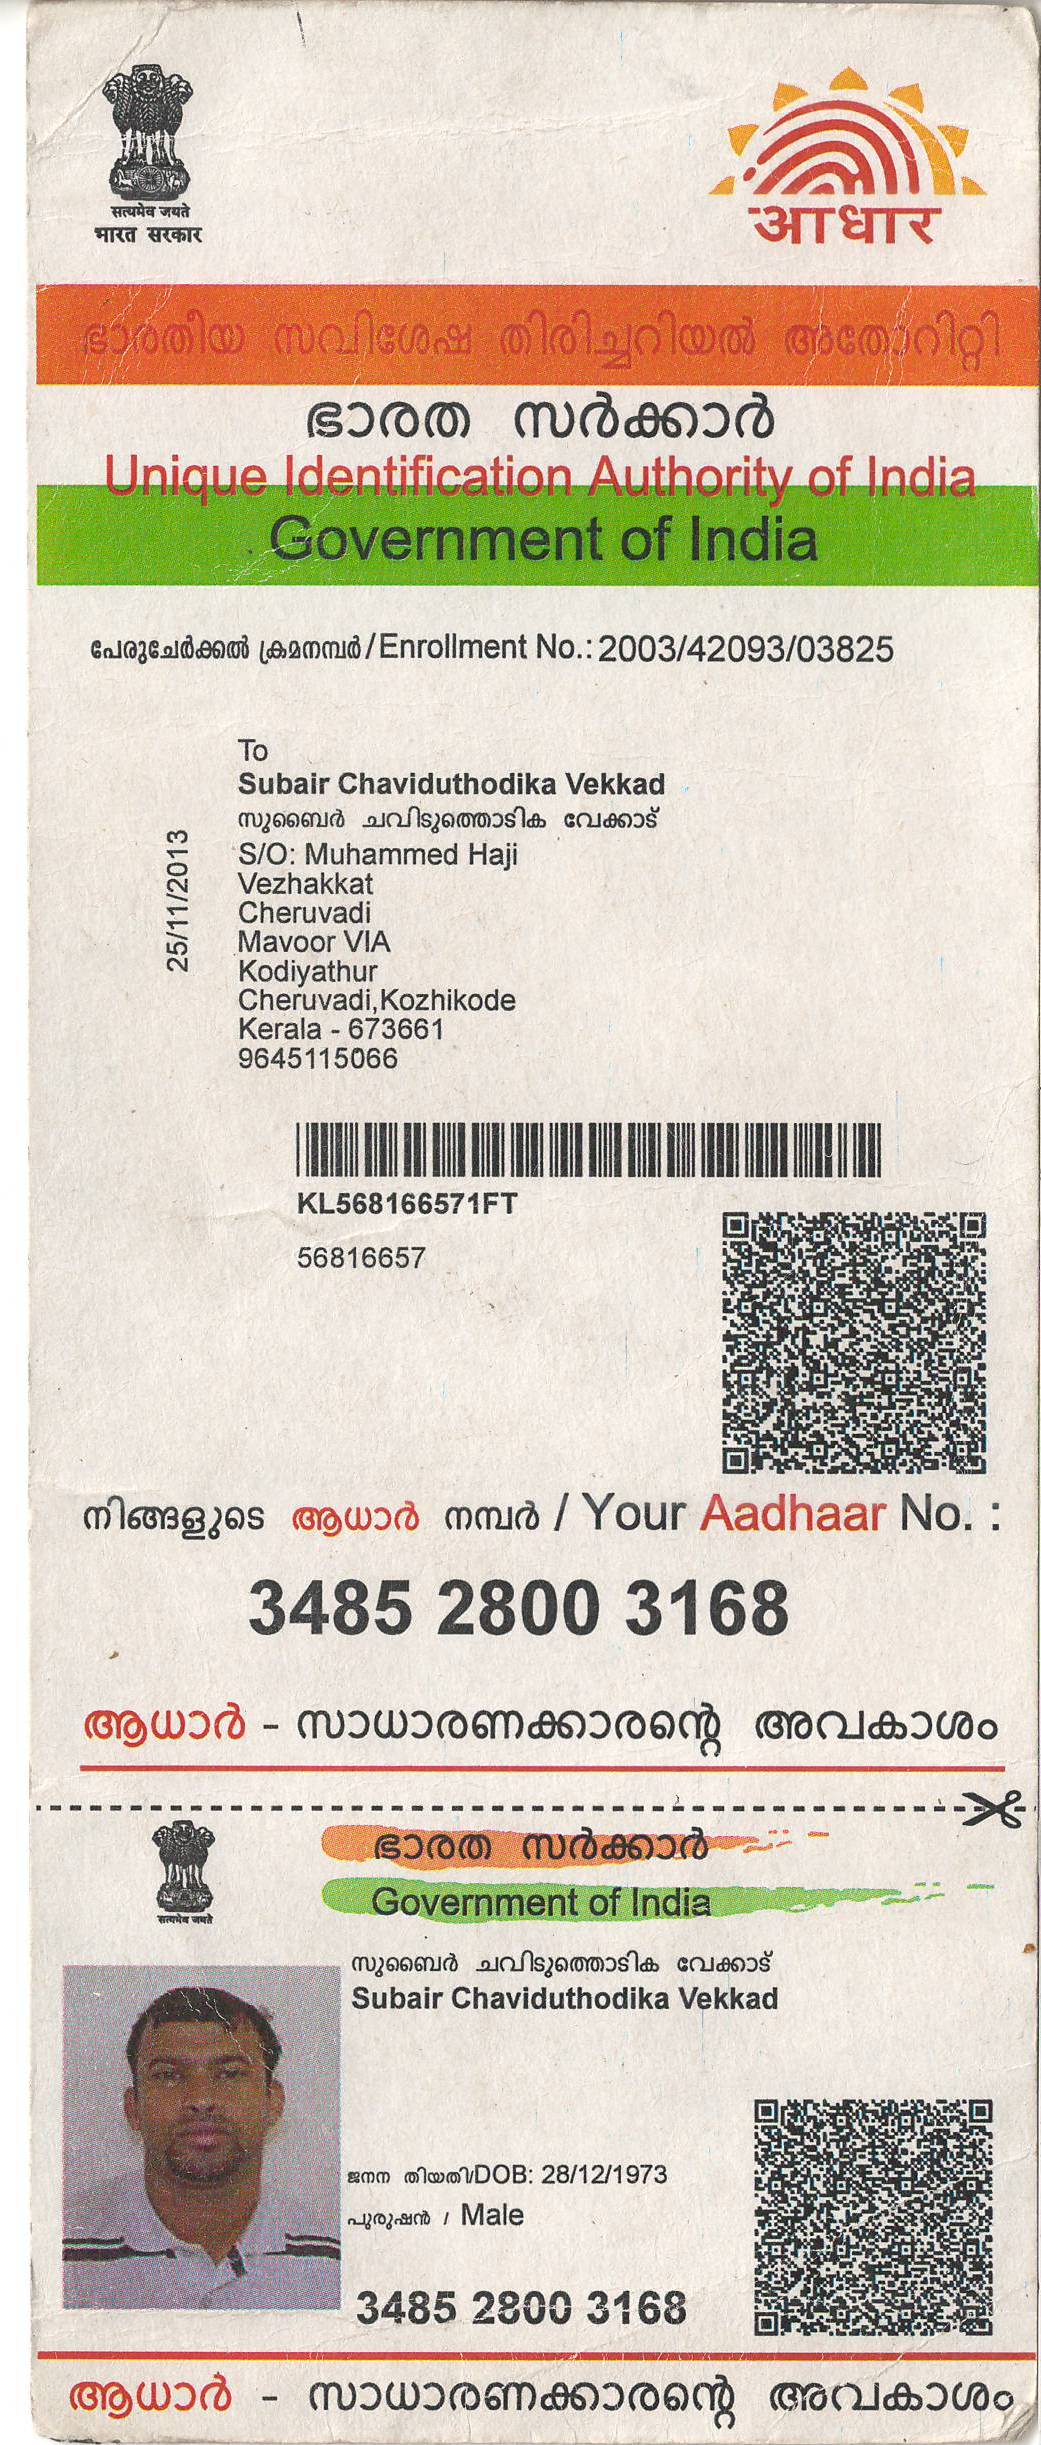 सत्यमेव जयते
भारत सरकार
आधार
ഭാരതീയ സവിശേഷ തിരിച്ചറിയൽ അതോറിറ്റി
ഭാരത സർക്കാർ
Unique Identification Authority of India
Government of India
പേരുചേർക്കൽ ക്രമനമ്പർ/Enrollment No.: 2003/42093/03825
To
Subair Chaviduthodika Vekkad
സുബൈർ ചവിടുത്തൊടിക വേക്കാട്
S/O: Muhammed Haji
Vezhakkat
Cheruvadi
Mavoor VIA
Kodiyathur
Cheruvadi,Kozhikode
Kerala - 673661
9645115066
25/11/2013
KL568166571FT
56816657
നിങ്ങളുടെ ആധാർ നമ്പർ / Your Aadhaar No. :
3485 2800 3168
ആധാർ - സാധാരണക്കാരന്റെ അവകാശം
सत्यमेव जयते
ഭാരത സർക്കാർ
Government of India
സുബൈർ ചവിടുത്തൊടിക വേക്കാട്
Subair Chaviduthodika Vekkad
ജനന തിയതി/DOB: 28/12/1973
പുരുഷൻ / Male
3485 2800 3168
ആധാർ - സാധാരണക്കാരന്റെ അവകാശം